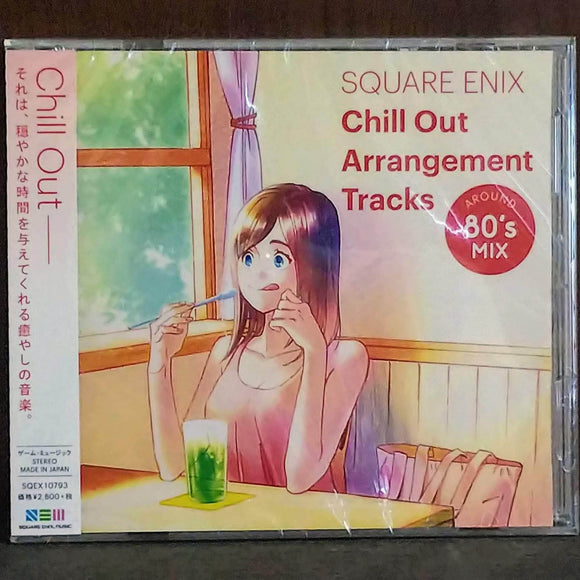 Chill Out
それは、穏やかな時間を与えてくれる癒やしの音楽。
ゲーム・ミュージック
STEREO
MADE IN JAPAN
SQEX10793
価格¥2,800+税
SQUARE ENIX MUSIC
SQUARE ENIX
Chill Out
Arrangement
Tracks
AROUND
80's
MIX